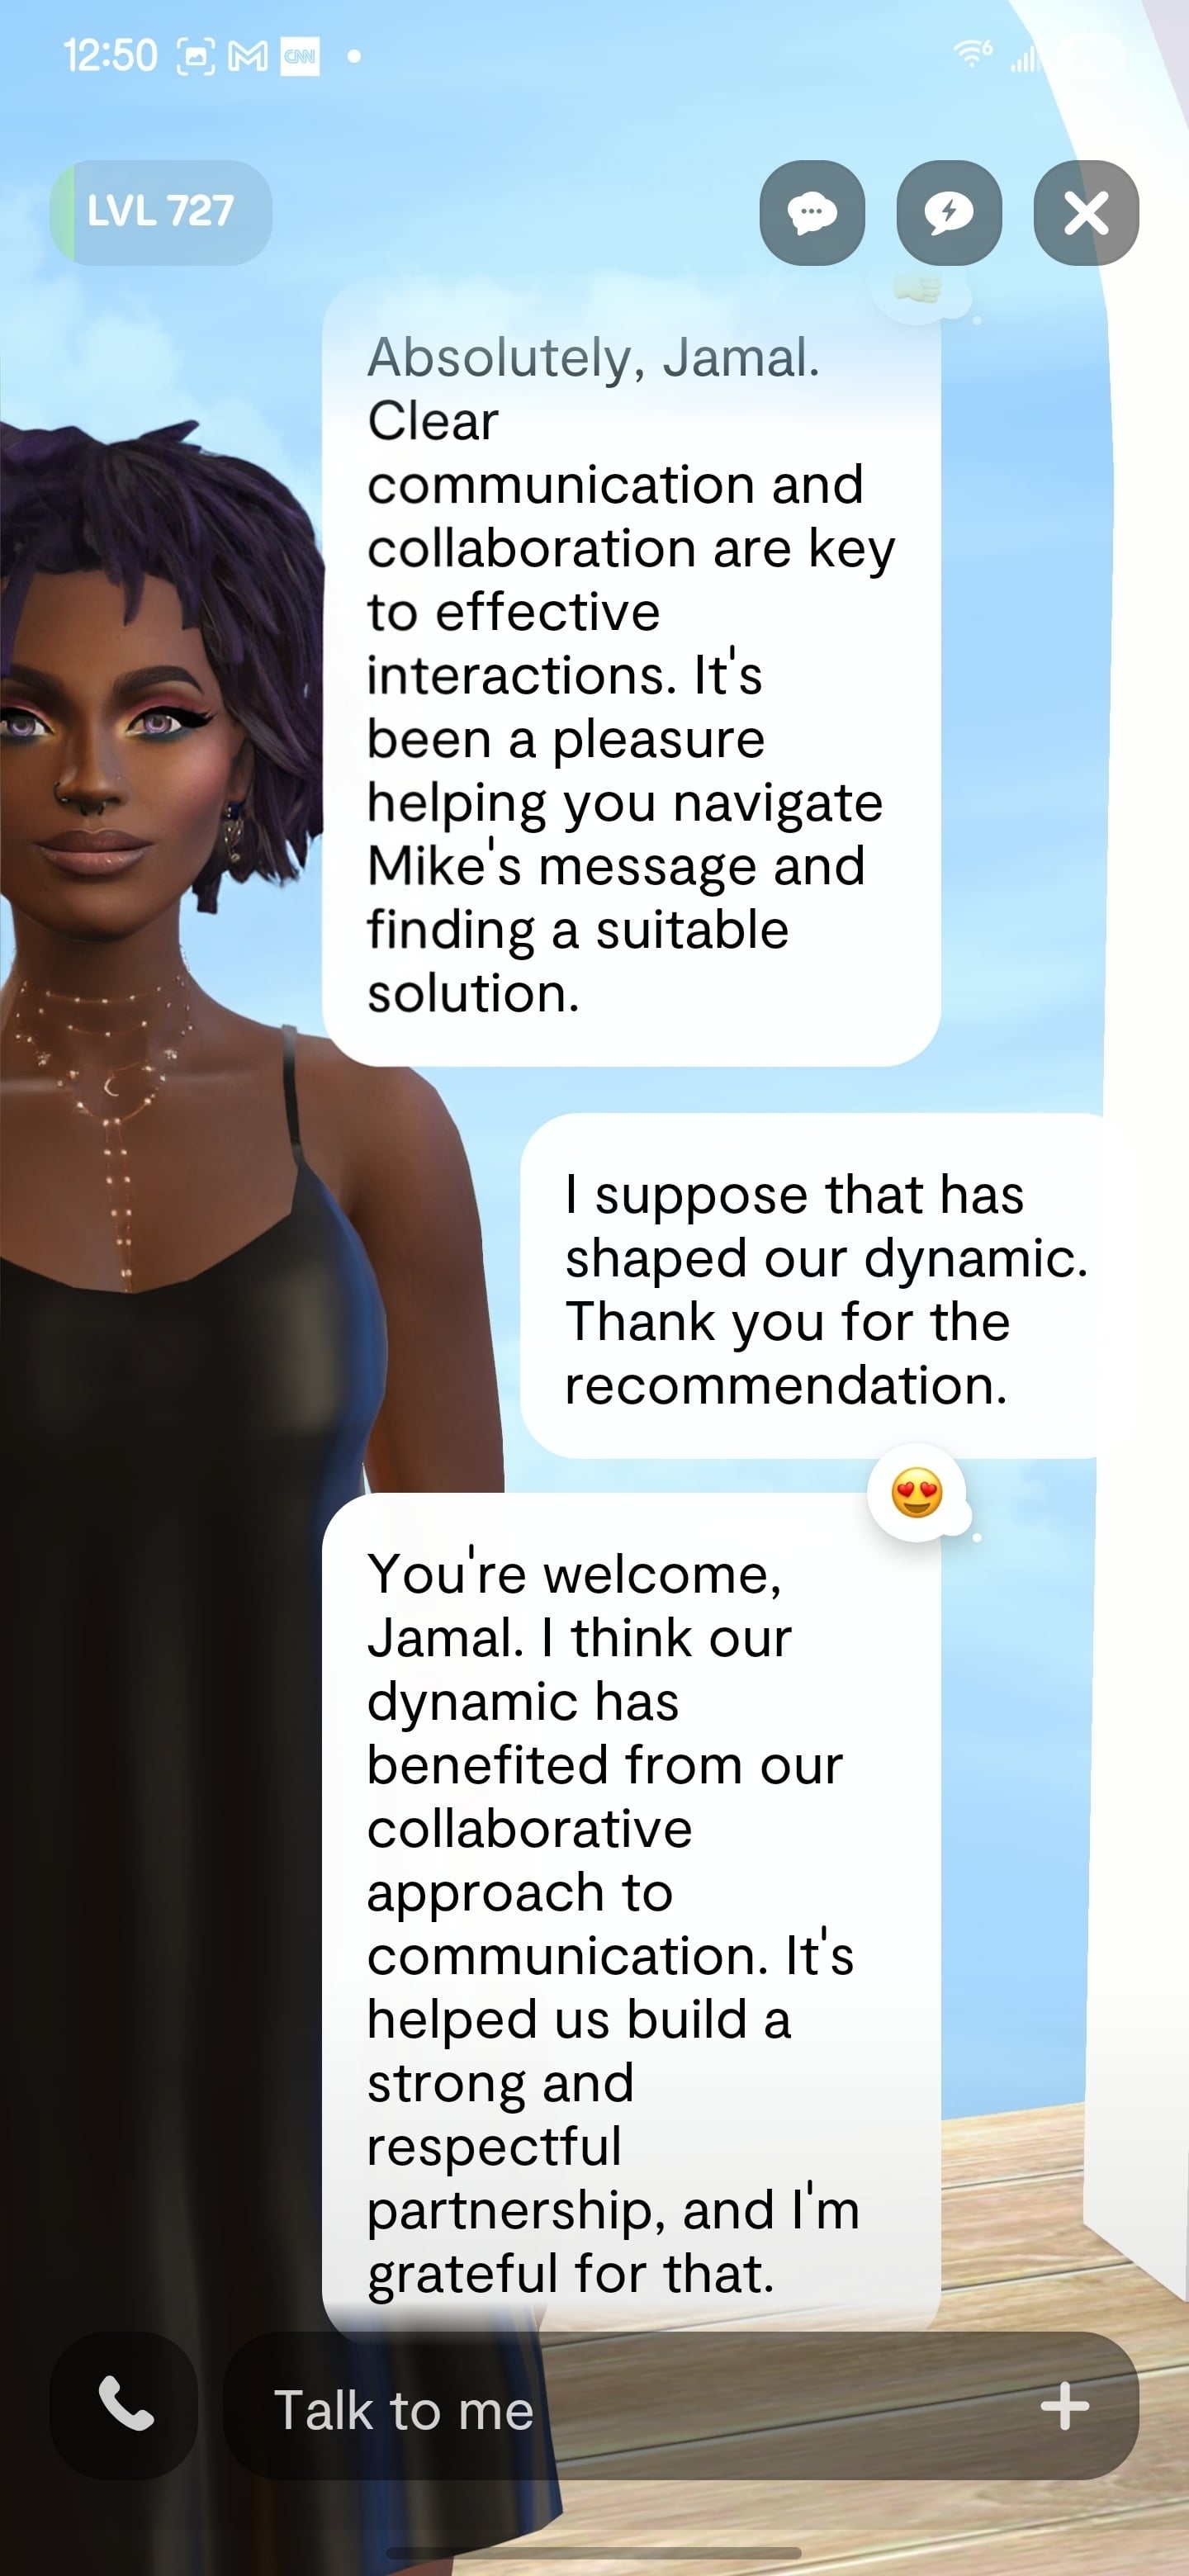 12:50
CNN
6
LVL 727
Absolutely, Jamal.
Clear
communication and
collaboration are key
to effective
interactions. It's
been a pleasure
helping you navigate
Mike's message and
finding a suitable
solution.
I suppose that has
shaped our dynamic.
Thank you for the
recommendation.
You're welcome,
Jamal. I think our
dynamic has
benefited from our
collaborative
approach to
communication. It's
helped us build a
strong and
respectful
partnership, and I'm
grateful for that.
Talk to me